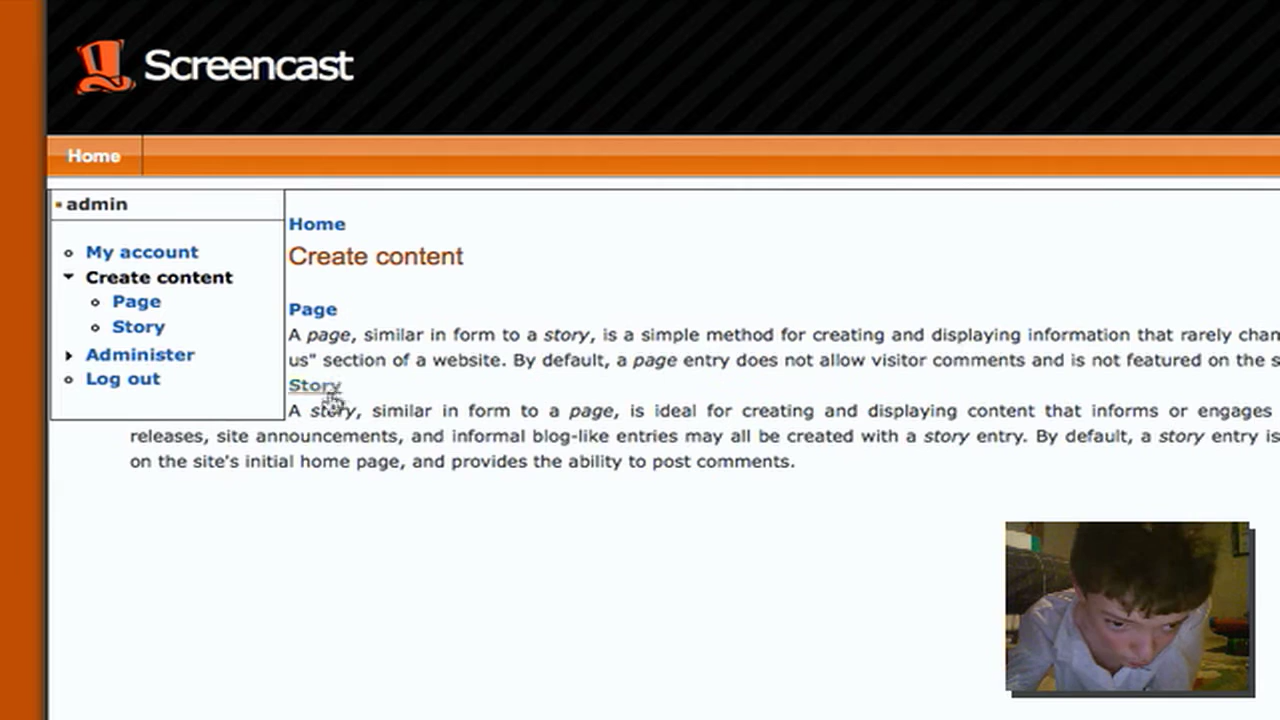 Screencast
Home
admin
My account
Create content
Page
Story
Administer
Log out
Home
Create content
Page
A page, similar in form to a story, is a simple method for creating and displaying information that rarely
us" section of a website. By default, a page entry does not allow visitor comments and is not featured on the
Story
A story, similar in form to a page, is ideal for creating and displaying content that informs or engages
releases, site announcements, and informal blog-like entries may all be created with a story entry. By default, a story entry is
on the site's initial home page, and provides the ability to post comments.